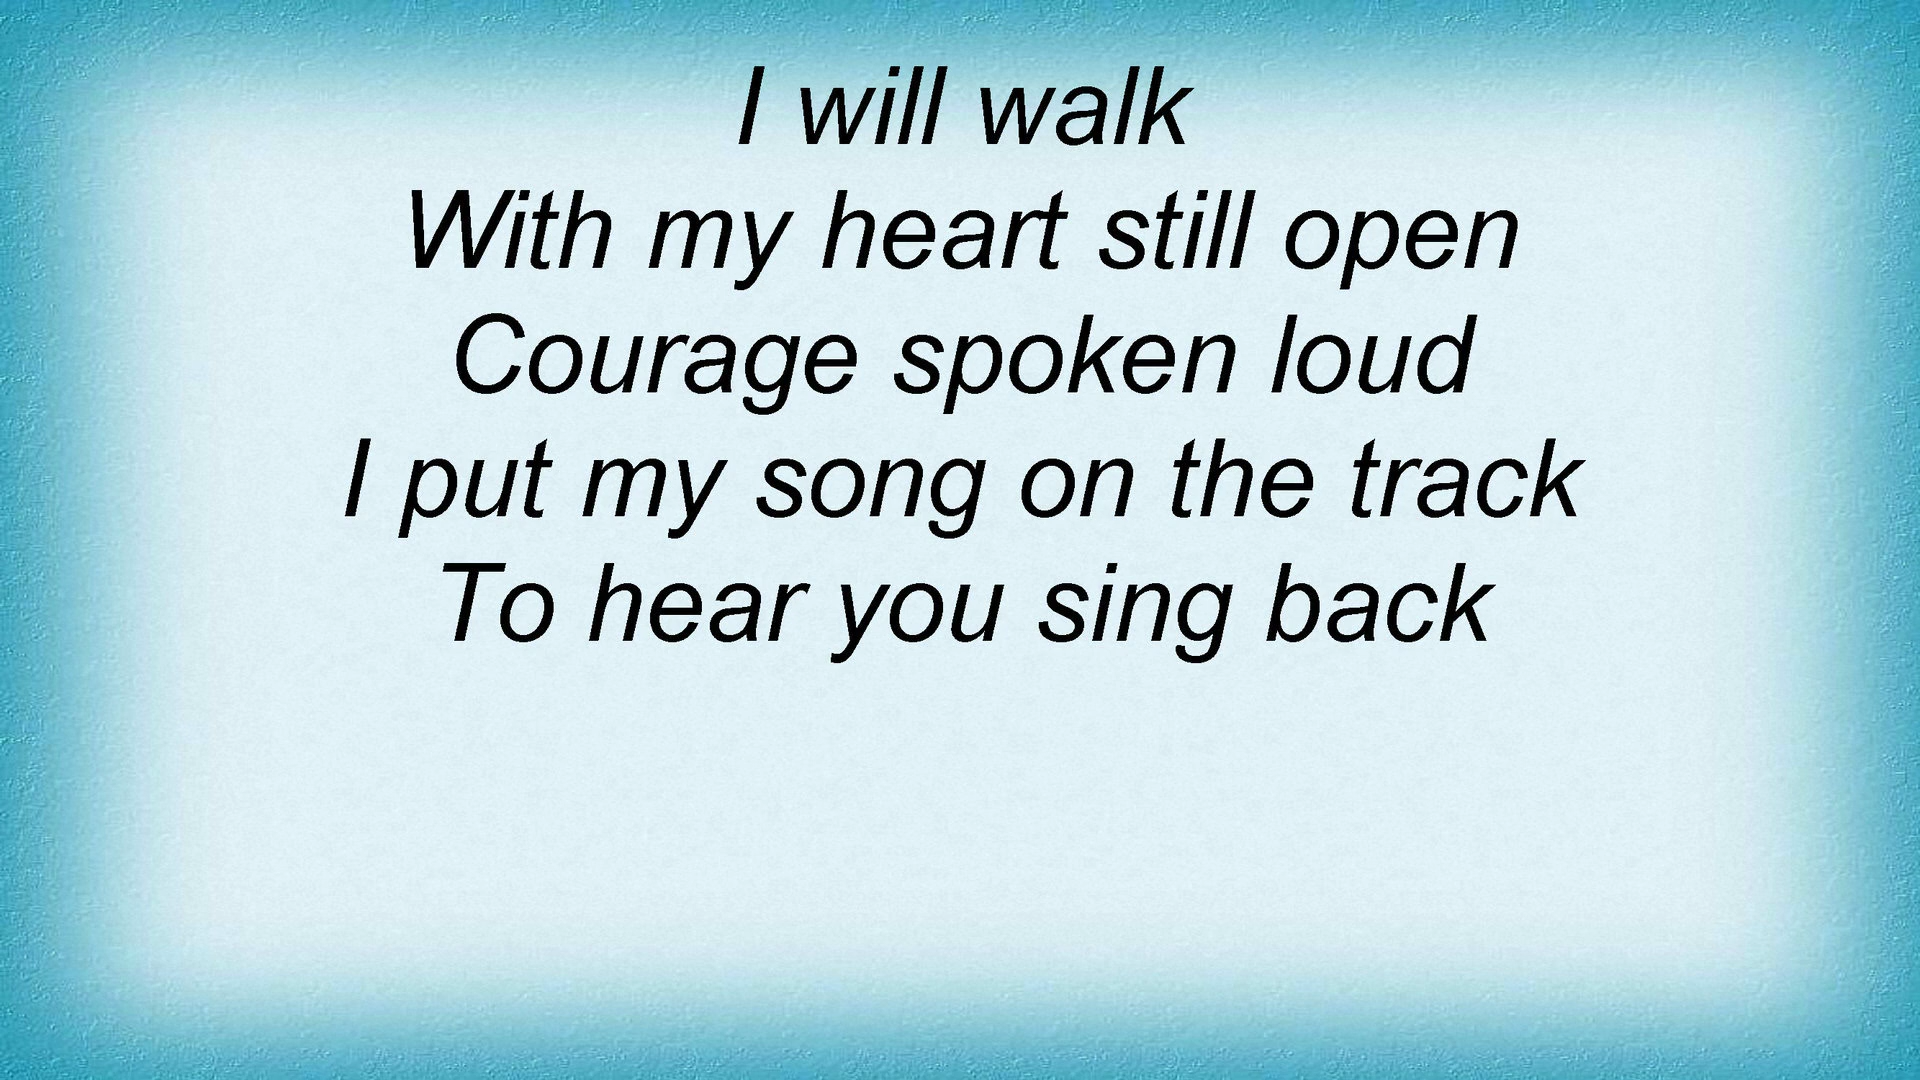 I will walk
With my heart still open
Courage spoken loud
I put my song on the track
To hear you sing back